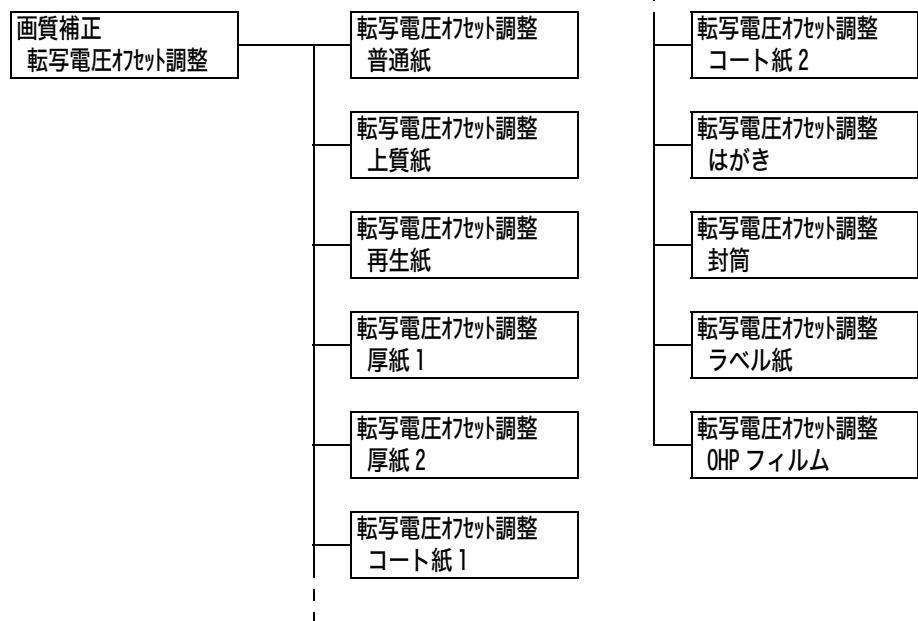 画質補正
転写電圧ｵﾌｾｯﾄ調整
転写電圧ｵﾌｾｯﾄ調整
普通紙
転写電圧ｵﾌｾｯﾄ調整
上質紙
転写電圧ｵﾌｾｯﾄ調整
再生紙
転写電圧ｵﾌｾｯﾄ調整
厚紙 1
転写電圧ｵﾌｾｯﾄ調整
厚紙 2
転写電圧ｵﾌｾｯﾄ調整
コート紙 1
転写電圧ｵﾌｾｯﾄ調整
コート紙 2
転写電圧ｵﾌｾｯﾄ調整
はがき
転写電圧ｵﾌｾｯﾄ調整
封筒
転写電圧ｵﾌｾｯﾄ調整
ラベル紙
転写電圧ｵﾌｾｯﾄ調整
OHP フィルム